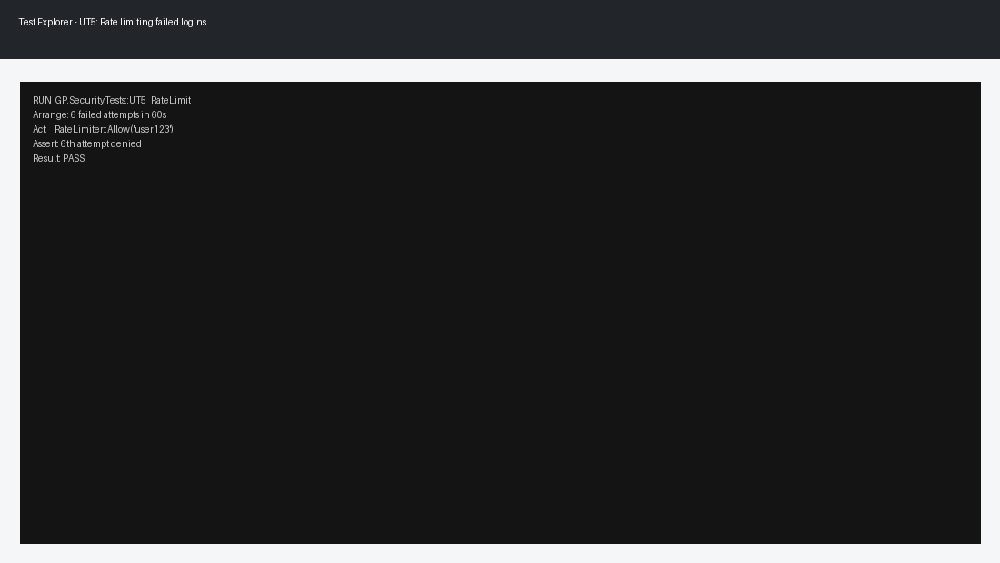 Test Explorer - UT5: Rate limiting failed logins
RUN GP.SecurityTests::UT5_RateLimit
Arrange: 6 failed attempts in 60s
Act: RateLimiter::Allow('user123')
Assert: 6th attempt denied
Result: PASS